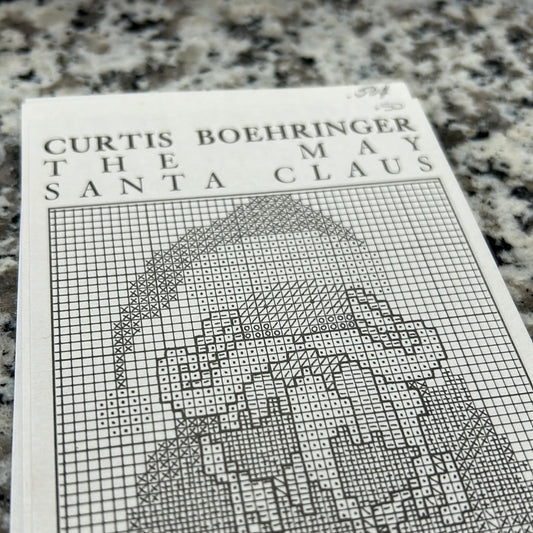 CURTIS BOEHRINGER
THE MAY
SANTA CLAUS